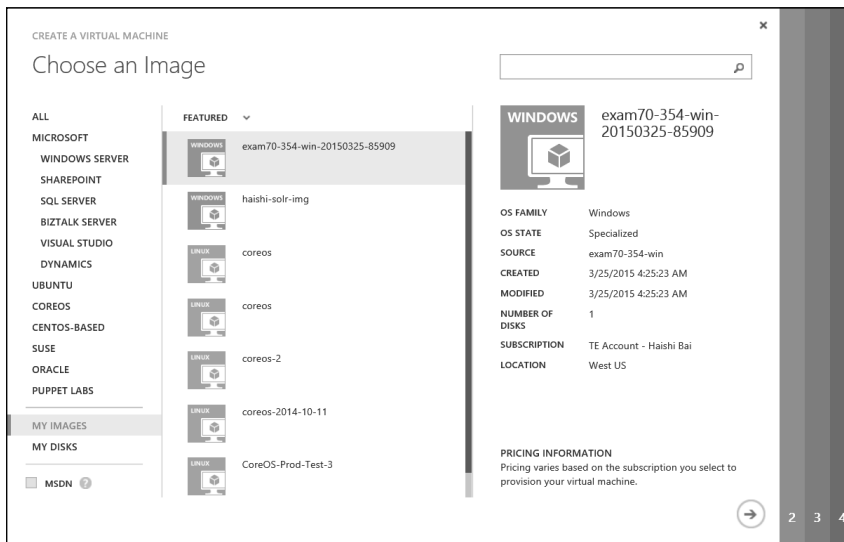 CREATE A VIRTUAL MACHINE
Choose an Image
ALL
MICROSOFT
WINDOWS SERVER
SHAREPOINT
SQL SERVER
BIZTALK SERVER
VISUAL STUDIO
DYNAMICS
UBUNTU
COREOS
CENTOS-BASED
SUSE
ORACLE
PUPPET LABS
MY IMAGES
MY DISKS
MSDN ?
FEATURED
WINDOWS
exam70-354-win-20150325-85909
WINDOWS
haishi-solr-img
LINUX
coreos
LINUX
coreos
LINUX
coreos-2
LINUX
coreos-2014-10-11
LINUX
CoreOS-Prod-Test-3
WINDOWS
exam70-354-win-
20150325-85909
OS FAMILY Windows
OS STATE Specialized
SOURCE exam70-354-win
CREATED 3/25/2015 4:25:23 AM
MODIFIED 3/25/2015 4:25:23 AM
NUMBER OF 1
DISKS
SUBSCRIPTION TE Account - Haishi Bai
LOCATION West US
PRICING INFORMATION
Pricing varies based on the subscription you select to
provision your virtual machine.
2 3 4